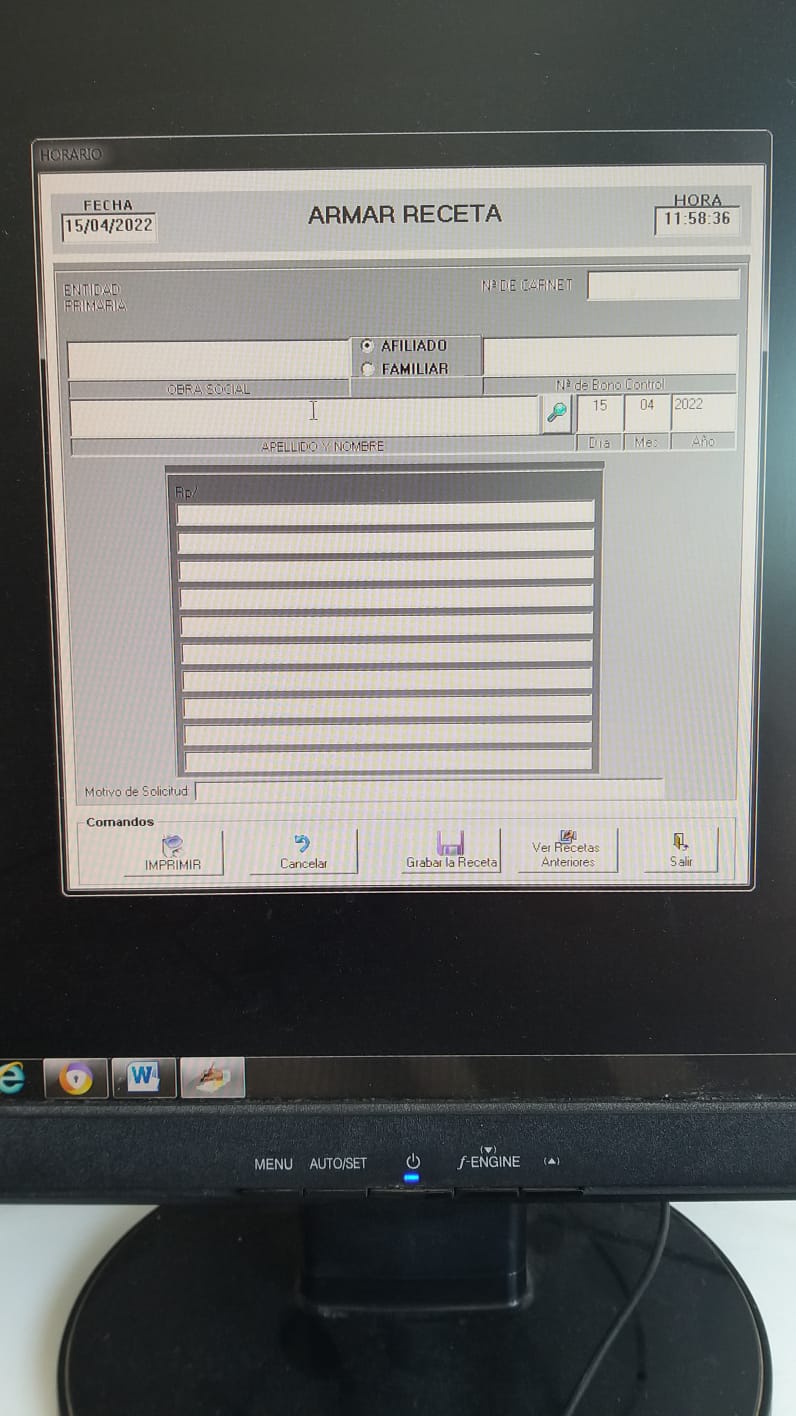 HORARIO
FECHA
15/04/2022
ARMAR RECETA
HORA
11:58:36
ENTIDAD
PRIMARIA
Nª DE CARNET
AFILIADO
FAMILIAR
OBRA SOCIAL
Nª de Bono Control
15 04 2022
APELLIDO Y NOMBRE
Dia Mes Año
Rp/
Motivo de Solicitud
Comandos
IMPRIMIR
Cancelar
Grabar la Receta
Ver Recetas
Anteriores
Salir
W
MENU AUTO/SET f-ENGINE